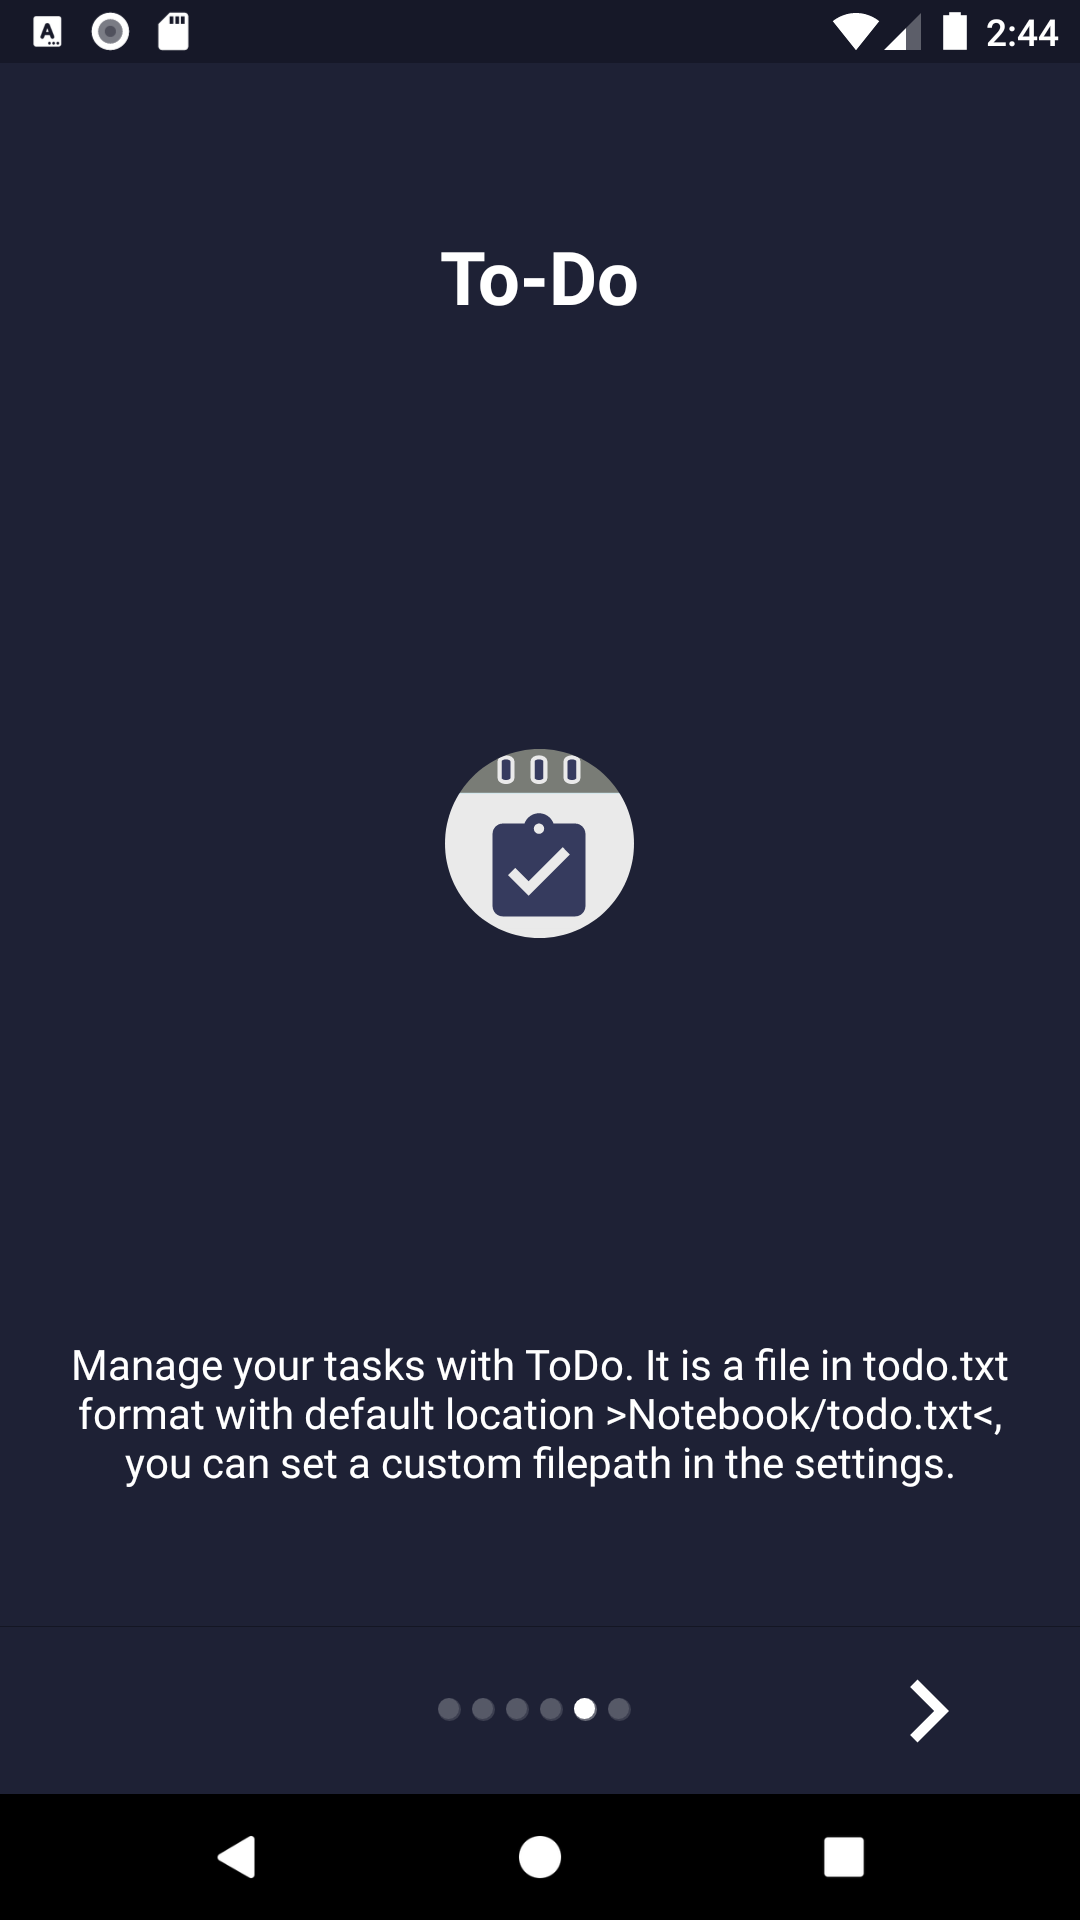 2:44
To-Do
Manage your tasks with ToDo. It is a file in todo.txt
format with default location >Notebook/todo.txt<,
you can set a custom filepath in the settings.